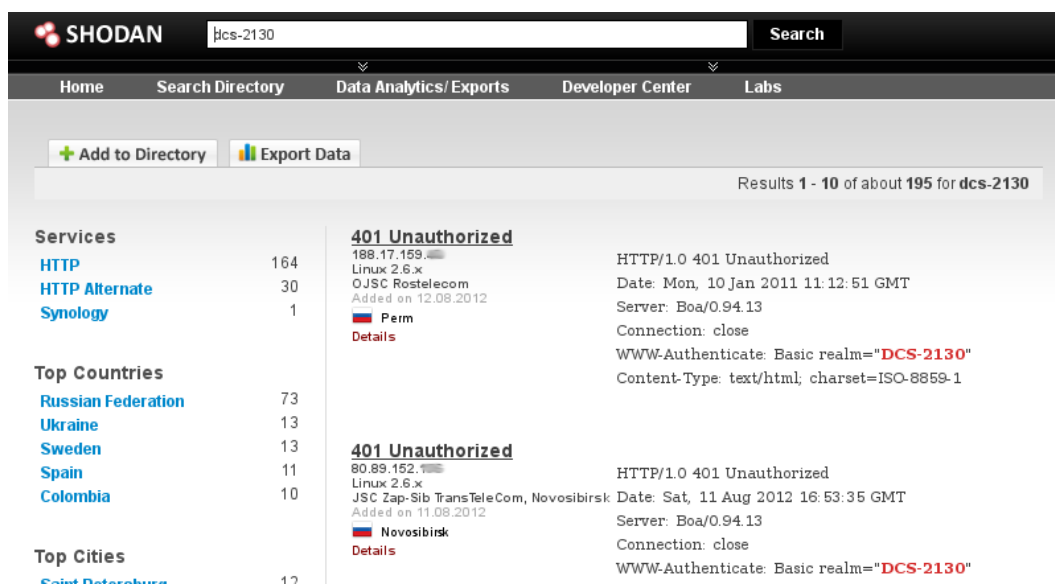 SHODAN
dcs-2130
Search
Home Search Directory Data Analytics/Exports Developer Center Labs
Add to Directory
Export Data
Results 1 - 10 of about 195 for dcs-2130
Services
HTTP 164
HTTP Alternate 30
Synology 1
Top Countries
Russian Federation 73
Ukraine 13
Sweden 13
Spain 11
Colombia 10
Top Cities
401 Unauthorized
188.17.159.
Linux 2.6.x
OJSC Rostelecom
Added on 12.08.2012
Perm
Details
HTTP/1.0 401 Unauthorized
Date: Mon, 10 Jan 2011 11:12:51 GMT
Server: Boa/0.94.13
Connection: close
WWW-Authenticate: Basic realm="DCS-2130"
Content-Type: text/html; charset=ISO-8859-1
401 Unauthorized
80.89.152.
Linux 2.6.x
JSC Zap-Sib TransTeleCom, Novosibirsk
Added on 11.08.2012
Novosibirsk
Details
HTTP/1.0 401 Unauthorized
Date: Sat, 11 Aug 2012 16:53:35 GMT
Server: Boa/0.94.13
Connection: close
WWW-Authenticate: Basic realm="DCS-2130"